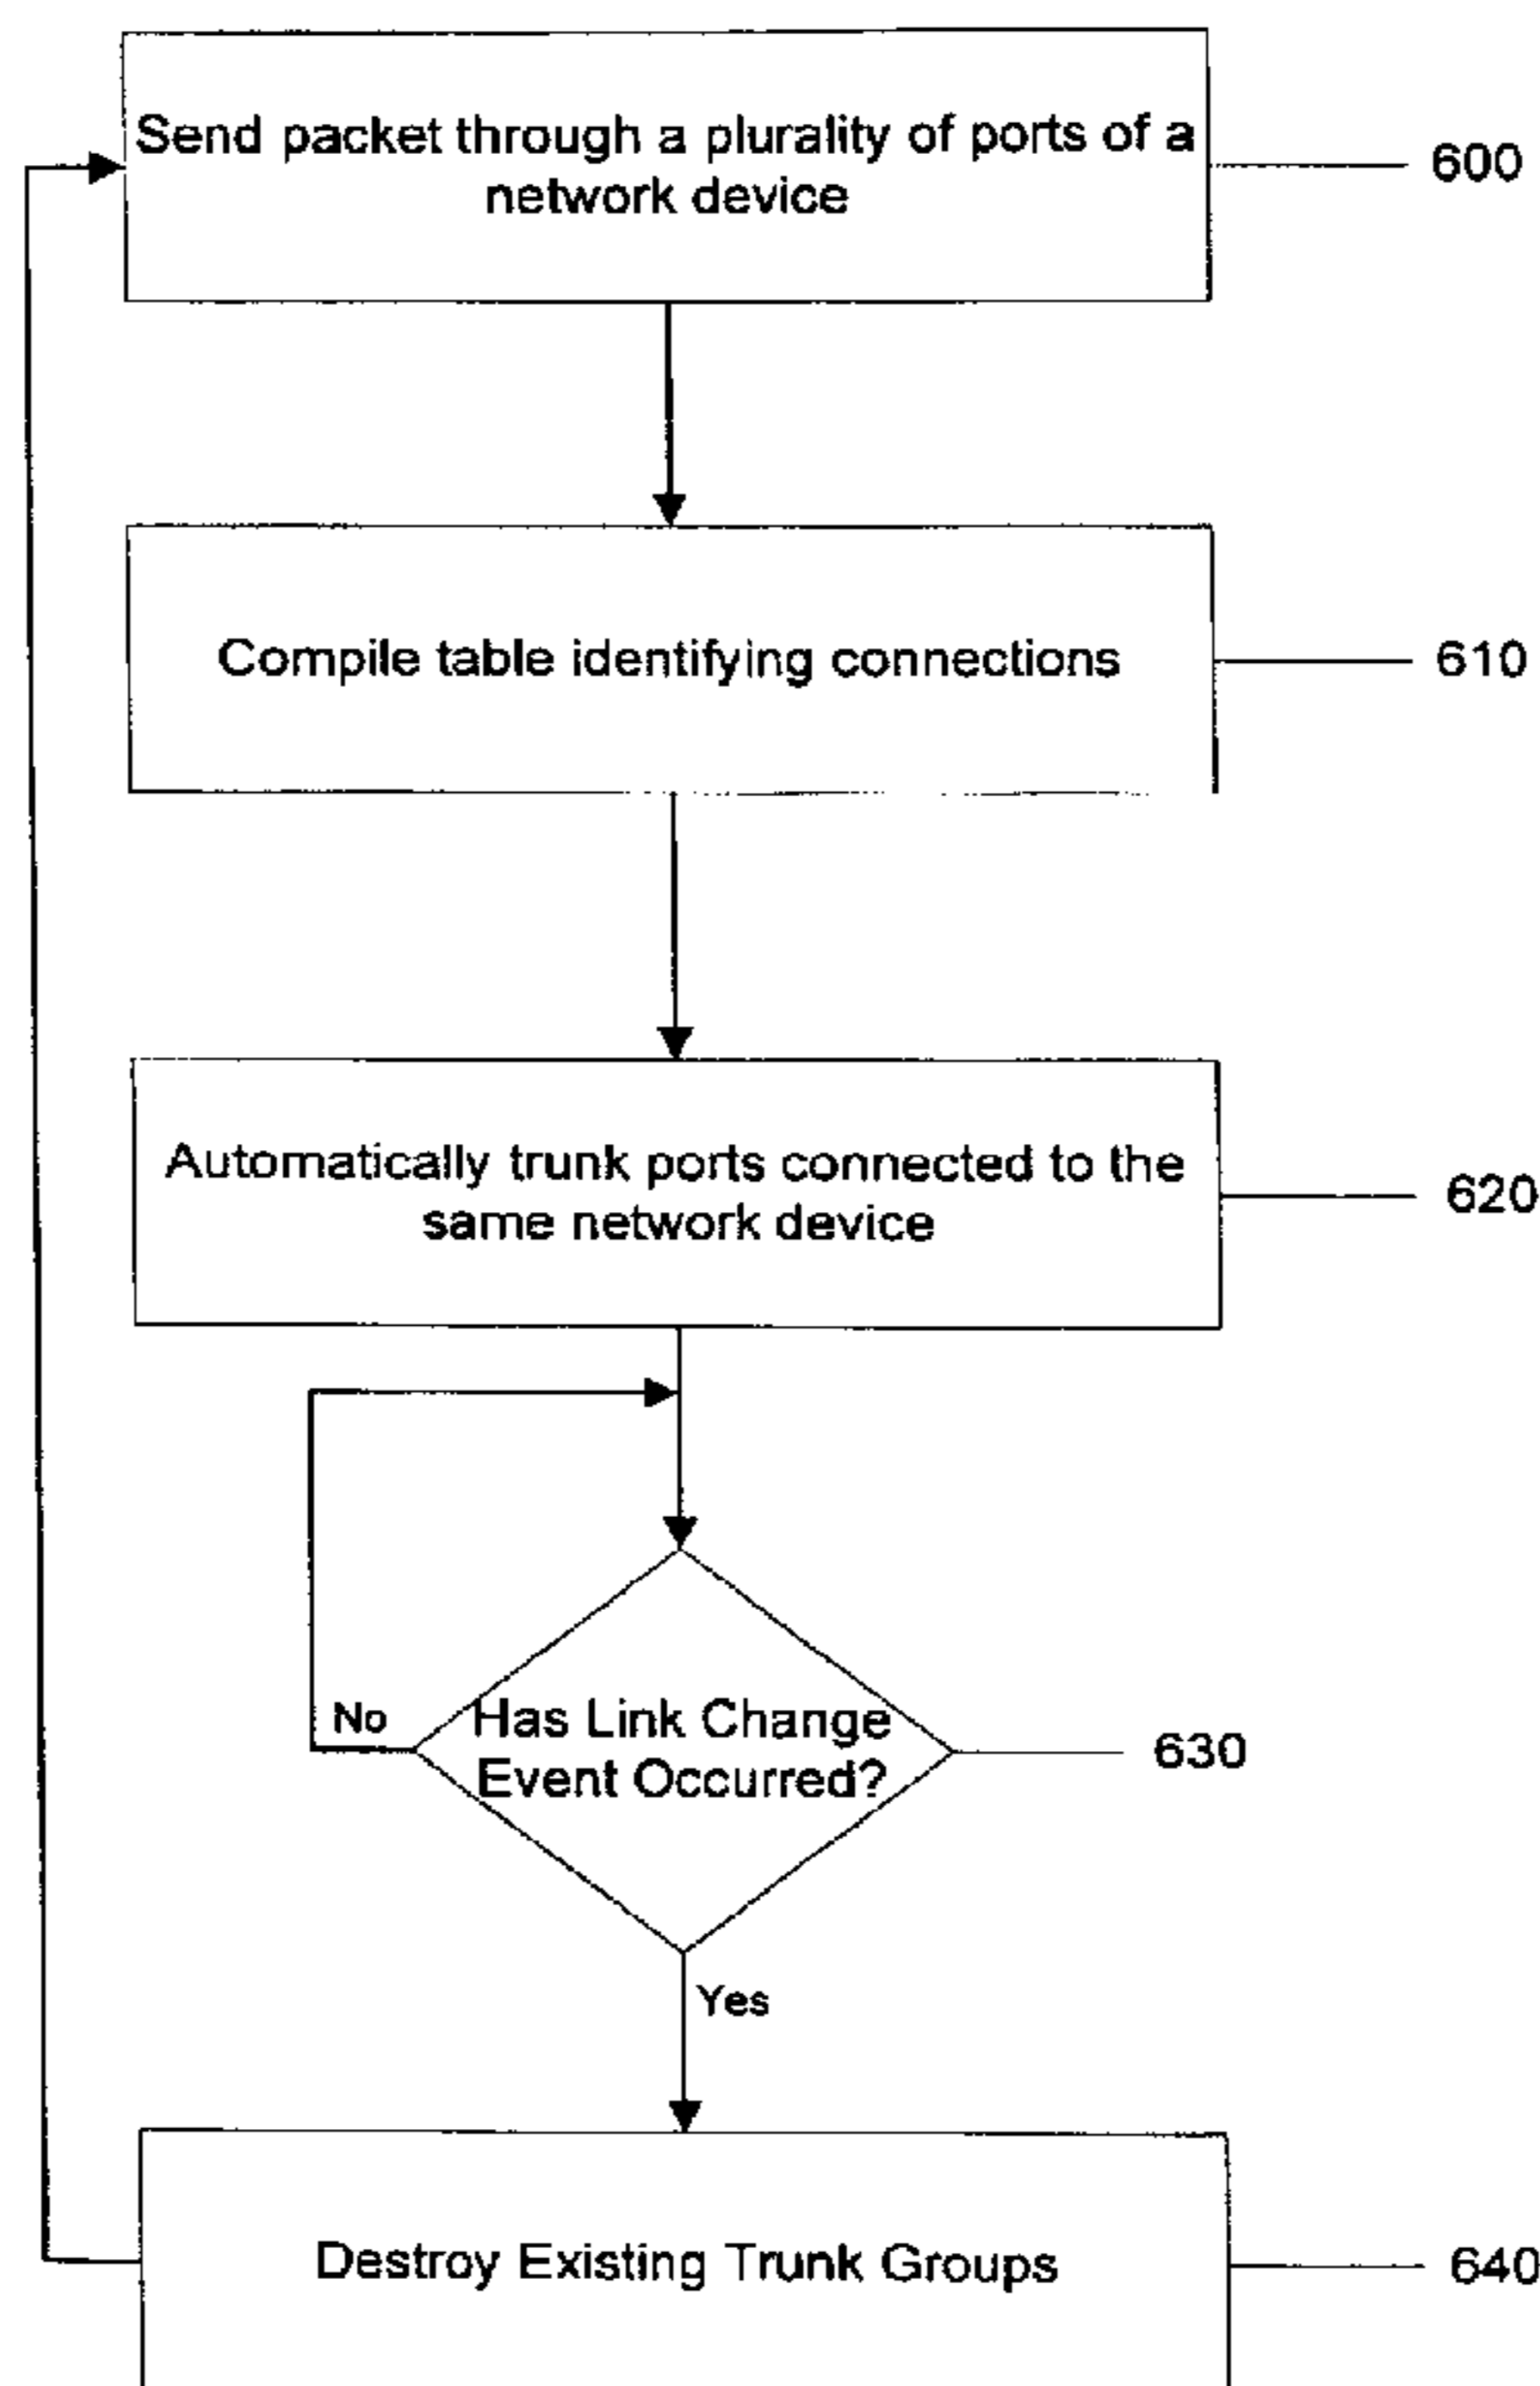 Send packet through a plurality of ports of a
network device
600
Compile table identifying connections
610
Automatically trunk ports connected to the
same network device
620
No
Has Link Change
Event Occurred?
630
Yes
Destroy Existing Trunk Groups
640